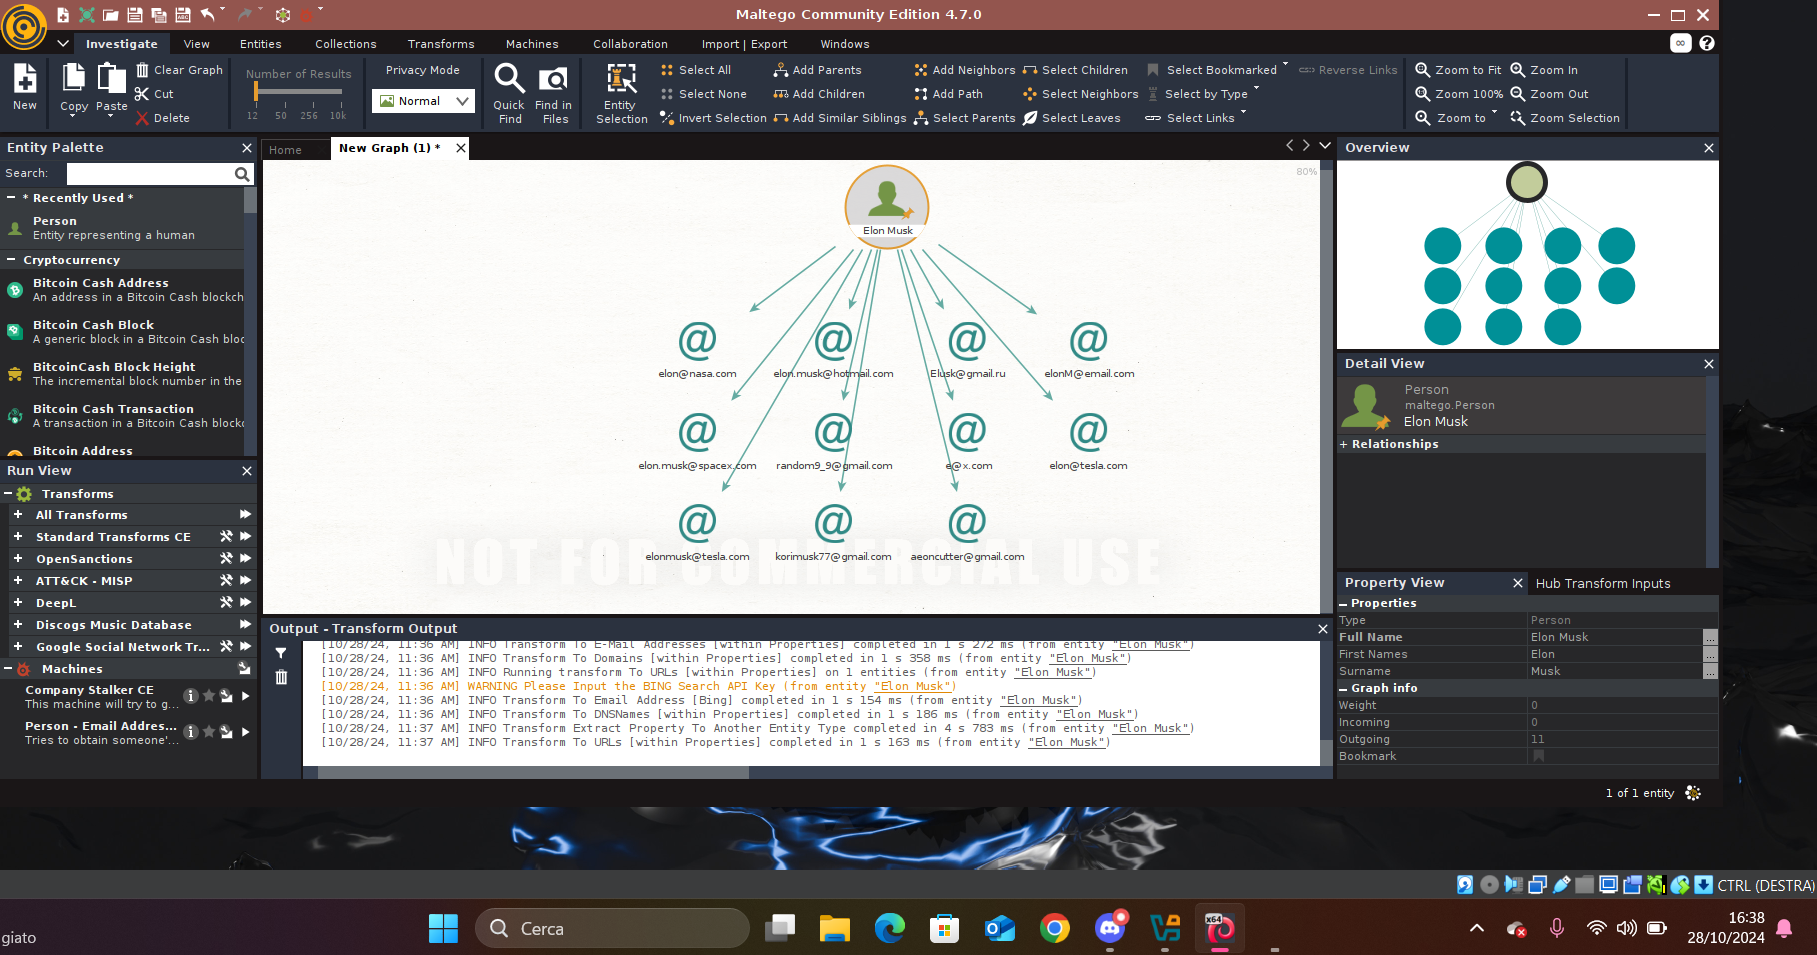 Maltego Community Edition 4.7.0
Investigate View Entities Collections Transforms Machines Collaboration Import | Export Windows
New
Copy Paste
Clear Graph
Cut
Delete
Number of Results
12 50 256 10k
Privacy Mode
Normal
Quick Find
Find in Files
Entity Selection
Select All
Select None
Invert Selection
Add Parents
Add Children
Add Similar Siblings
Add Neighbors
Add Path
Select Parents
Select Children
Select Neighbors
Select Leaves
Select Bookmarked
Select by Type
Select Links
Reverse Links
Zoom to Fit
Zoom 100%
Zoom to
Zoom In
Zoom Out
Zoom Selection
Entity Palette
Search:
* Recently Used *
Person
Entity representing a human
Cryptocurrency
Bitcoin Cash Address
An address in a Bitcoin Cash blockch
Bitcoin Cash Block
A generic block in a Bitcoin Cash bloc
BitcoinCash Block Height
The incremental block number in the
Bitcoin Cash Transaction
A transaction in a Bitcoin Cash blockc
Bitcoin Address
Run View
Transforms
+ All Transforms
+ Standard Transforms CE
+ OpenSanctions
+ ATT&CK - MISP
+ DeepL
+ Discogs Music Database
+ Google Social Network Tr...
Machines
Company Stalker CE
This machine will try to g...
Person - Email Addres...
Tries to obtain someone'...
Home New Graph (1) *
80%
Elon Musk
@ @ @ @
elon@nasa.com elon.musk@hotmail.com Elusk@gmail.ru elonM@email.com
@ @ @ @
elon.musk@spacex.com random9_9@gmail.com e@x.com elon@tesla.com
@ @ @
elonmusk@tesla.com korimusk77@gmail.com aeoncutter@gmail.com
NOT FOR COMMERCIAL USE
Output - Transform Output
[10/28/24, 11:36 AM] INFO Transform To E-Mail Addresses [within Properties] completed in 1 s 272 ms (from entity "Elon Musk")
[10/28/24, 11:36 AM] INFO Transform To Domains [within Properties] completed in 1 s 358 ms (from entity "Elon Musk")
[10/28/24, 11:36 AM] INFO Running transform To URLs [within Properties] on 1 entities (from entity "Elon Musk")
[10/28/24, 11:36 AM] WARNING Please Input the BING Search API Key (from entity "Elon Musk")
[10/28/24, 11:36 AM] INFO Transform To Email Address [Bing] completed in 1 s 154 ms (from entity "Elon Musk")
[10/28/24, 11:36 AM] INFO Transform To DNSNames [within Properties] completed in 1 s 186 ms (from entity "Elon Musk")
[10/28/24, 11:37 AM] INFO Transform Extract Property To Another Entity Type completed in 4 s 783 ms (from entity "Elon Musk")
[10/28/24, 11:37 AM] INFO Transform To URLs [within Properties] completed in 1 s 163 ms (from entity "Elon Musk")
Overview
Detail View
Person
maltego.Person
Elon Musk
+ Relationships
Property View Hub Transform Inputs
Properties
Type Person
Full Name Elon Musk
First Names Elon
Surname Musk
Graph info
Weight 0
Incoming 0
Outgoing 11
Bookmark
1 of 1 entity
CTRL (DESTRA)
giato
Cerca
x64
16:38
28/10/2024